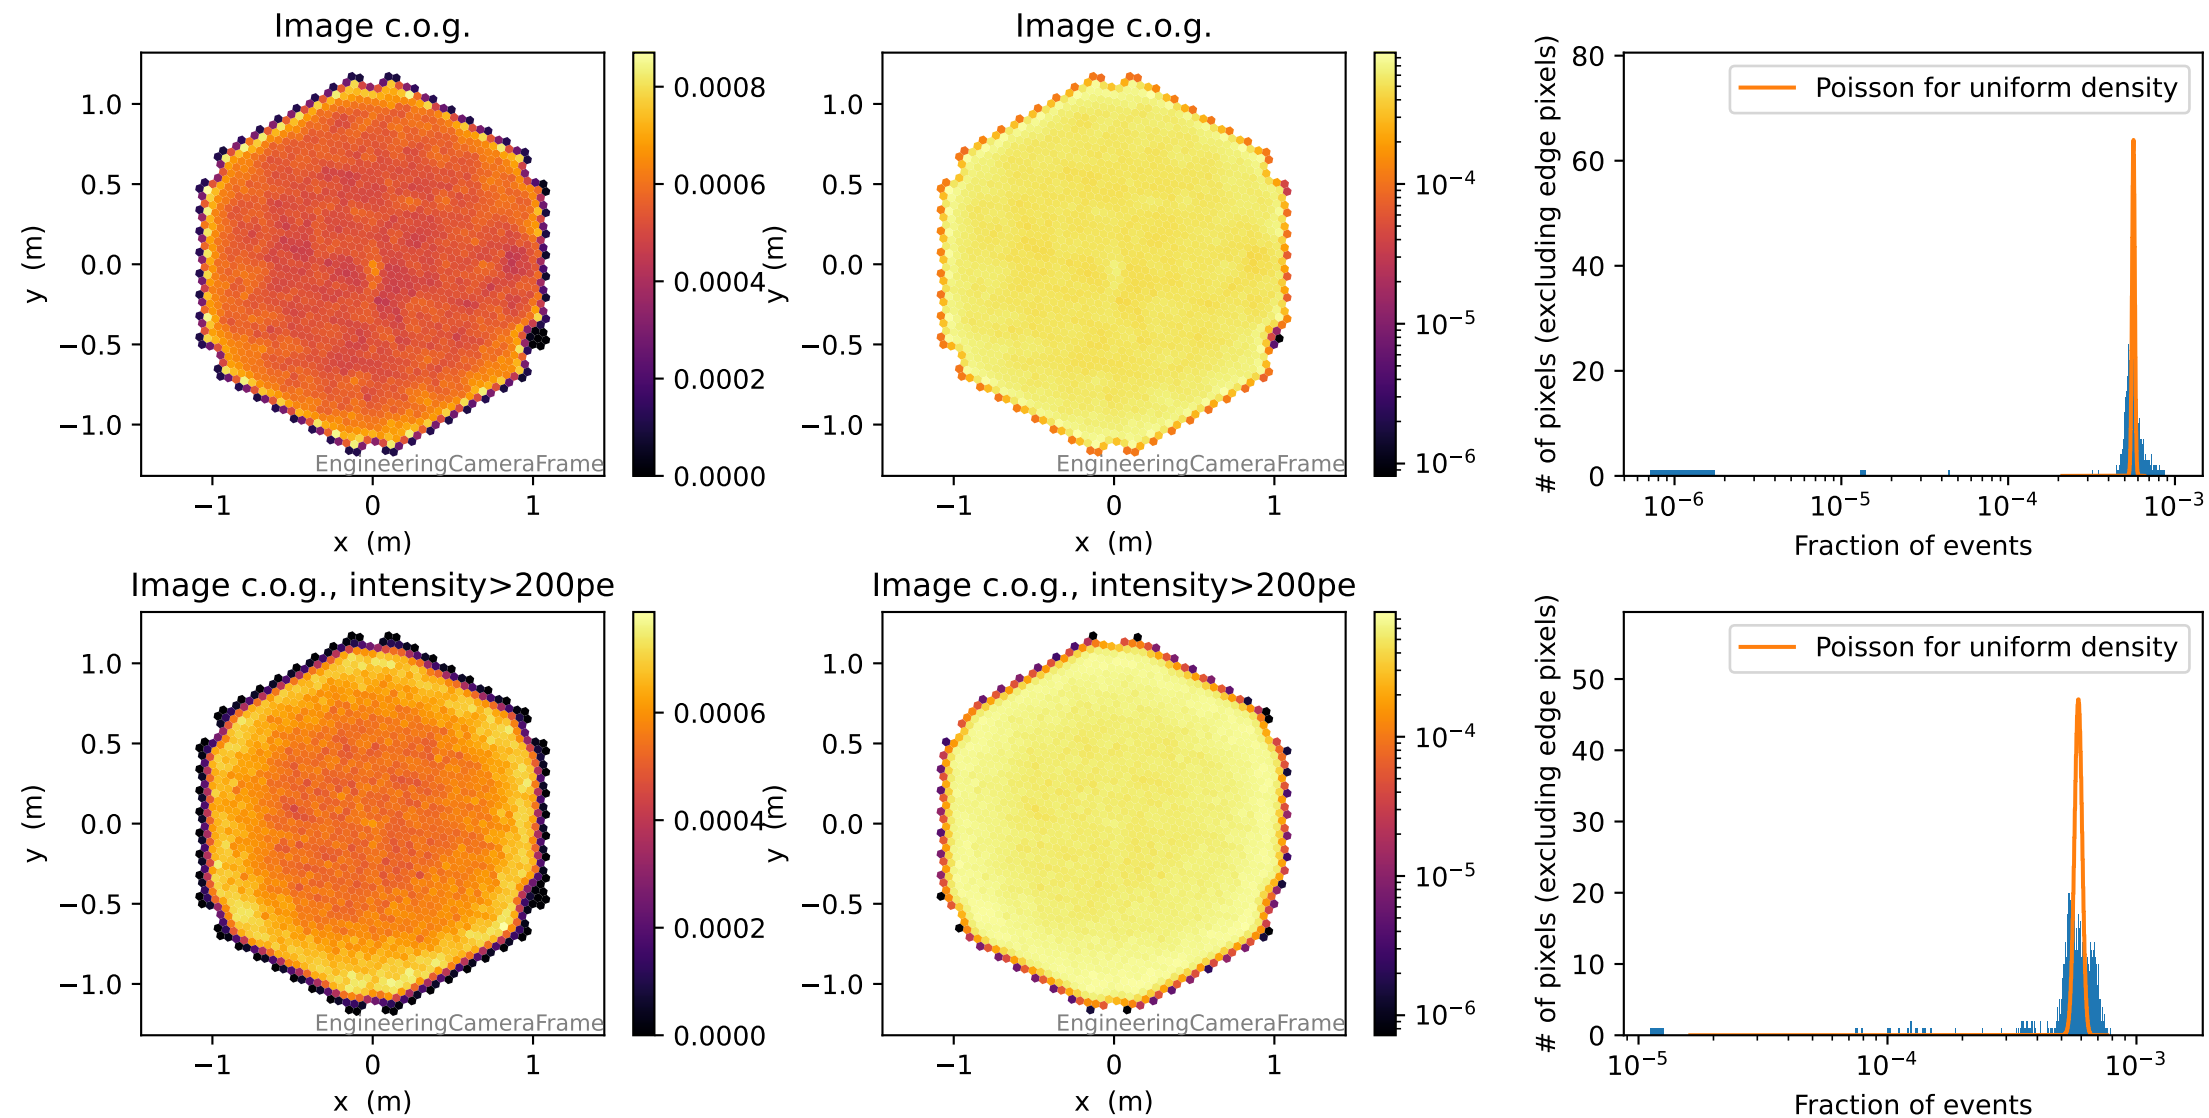 Image c.o.g.
1.0
0.5
0.0
−0.5
−1.0
−1
0
1
x (m)
y (m)
EngineeringCameraFrame
0.0008
0.0006
0.0004
0.0002
0.0000
Image c.o.g.
1.0
0.5
0.0
−0.5
−1.0
−1
0
1
x (m)
y (m)
EngineeringCameraFrame
10⁻⁴
10⁻⁵
10⁻⁶
Poisson for uniform density
80
60
40
20
0
10⁻⁶
10⁻⁵
10⁻⁴
10⁻³
Fraction of events
# of pixels (excluding edge pixels)
Image c.o.g., intensity>200pe
1.0
0.5
0.0
−0.5
−1.0
−1
0
1
x (m)
y (m)
EngineeringCameraFrame
0.0006
0.0004
0.0002
0.0000
Image c.o.g., intensity>200pe
1.0
0.5
0.0
−0.5
−1.0
−1
0
1
x (m)
y (m)
EngineeringCameraFrame
10⁻⁴
10⁻⁵
10⁻⁶
Poisson for uniform density
50
40
30
20
10
0
10⁻⁵
10⁻⁴
10⁻³
Fraction of events
# of pixels (excluding edge pixels)